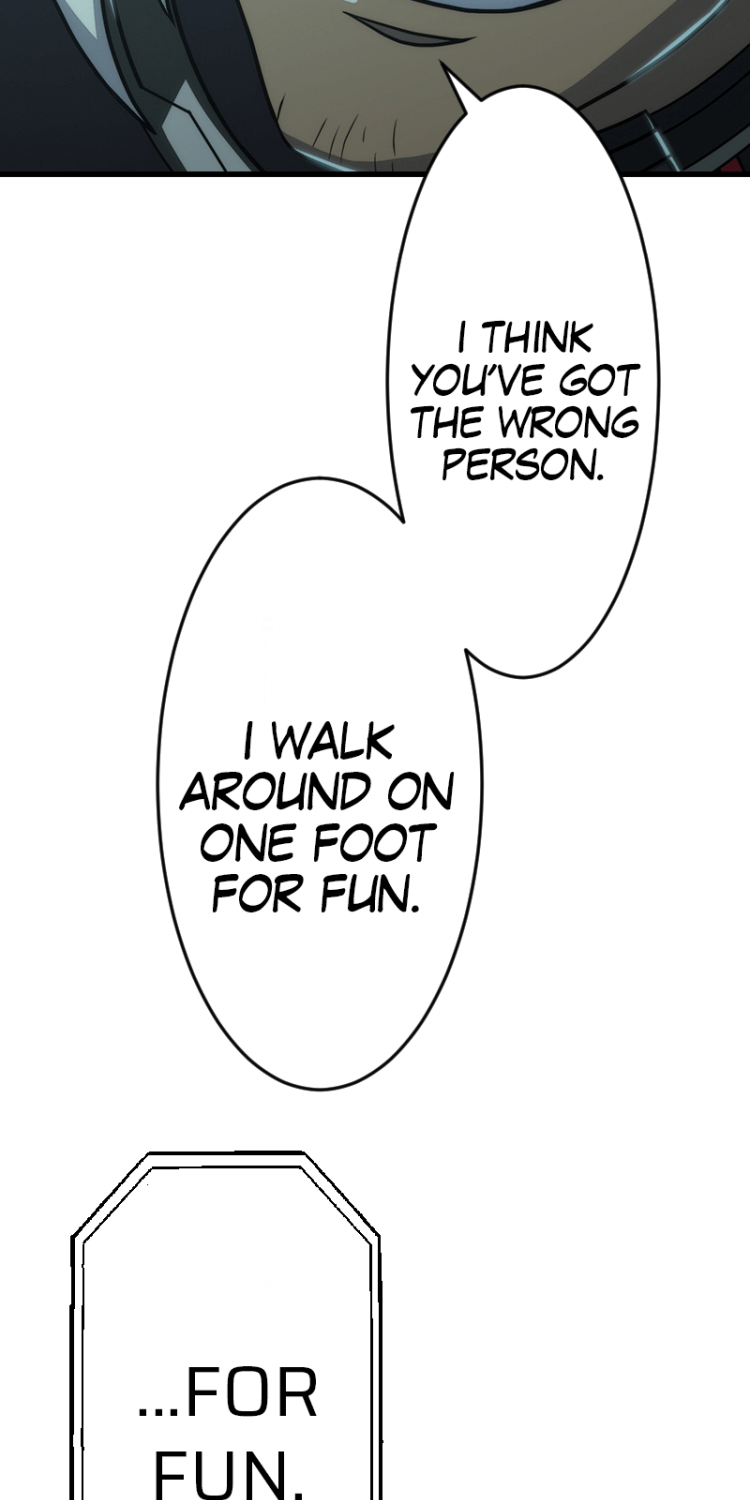 I THINK
YOU'VE GOT
THE WRONG
PERSON.
I WALK
AROUND ON
ONE FOOT
FOR FUN.
...FOR
FUN.